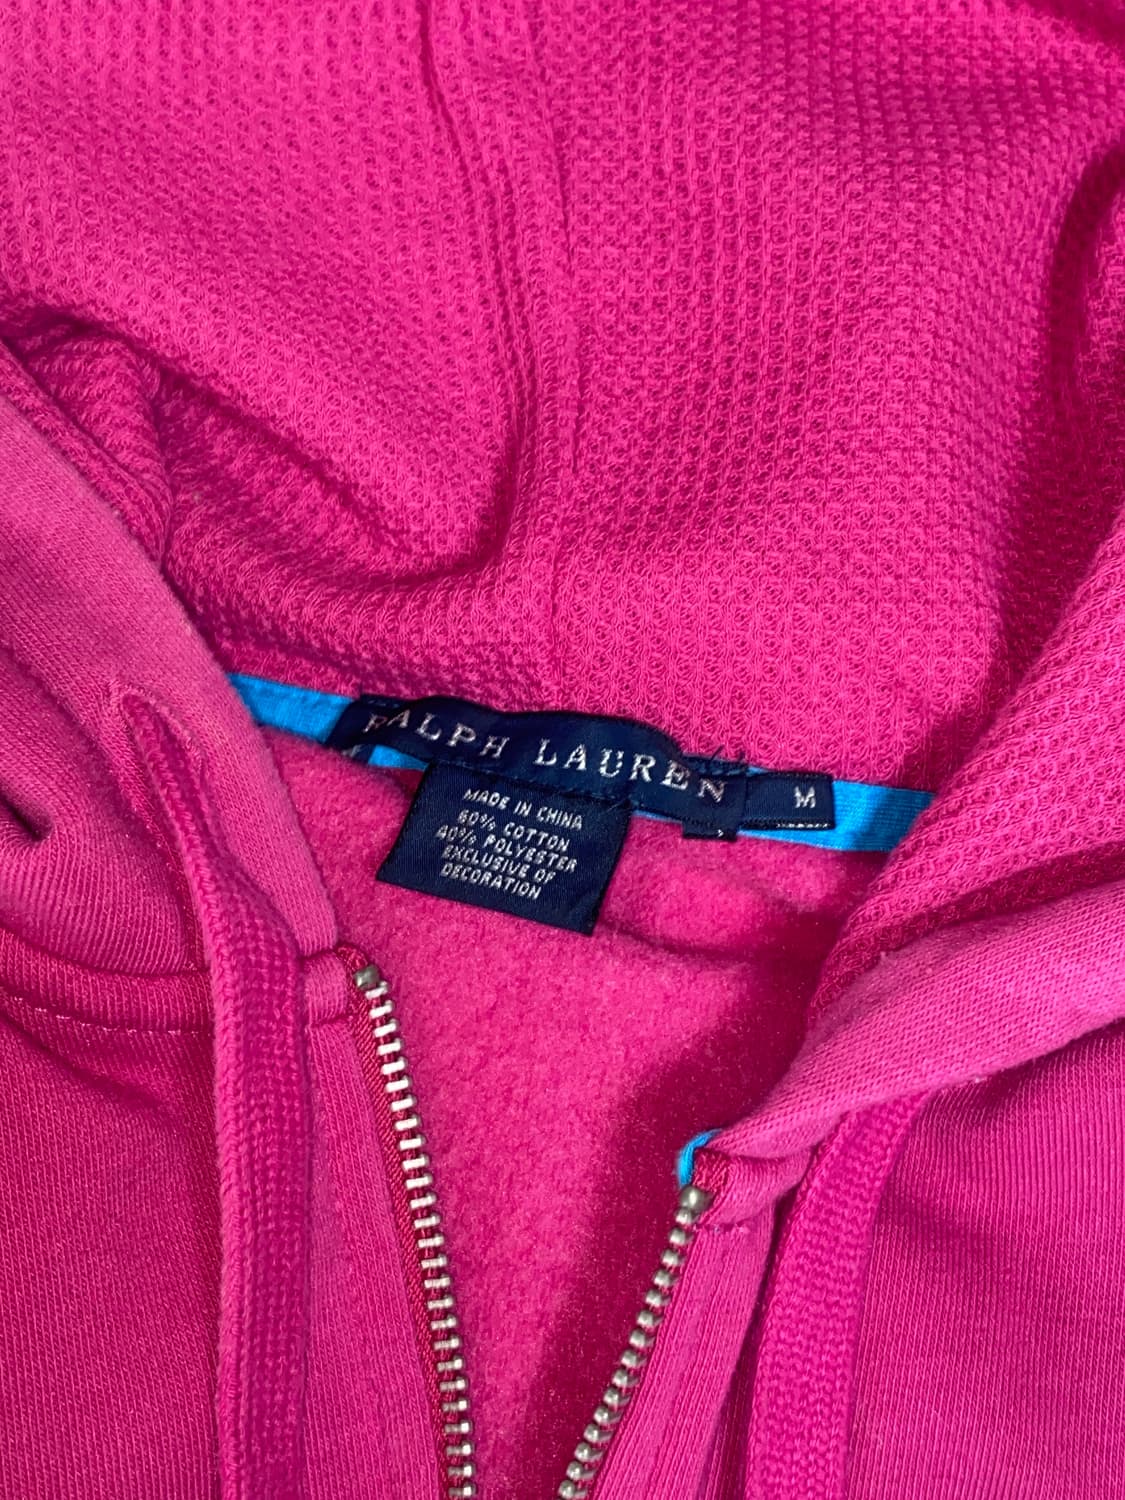 RALPH LAUREN
M
MADE IN CHINA
60% COTTON
40% POLYESTER
EXCLUSIVE OF
DECORATION